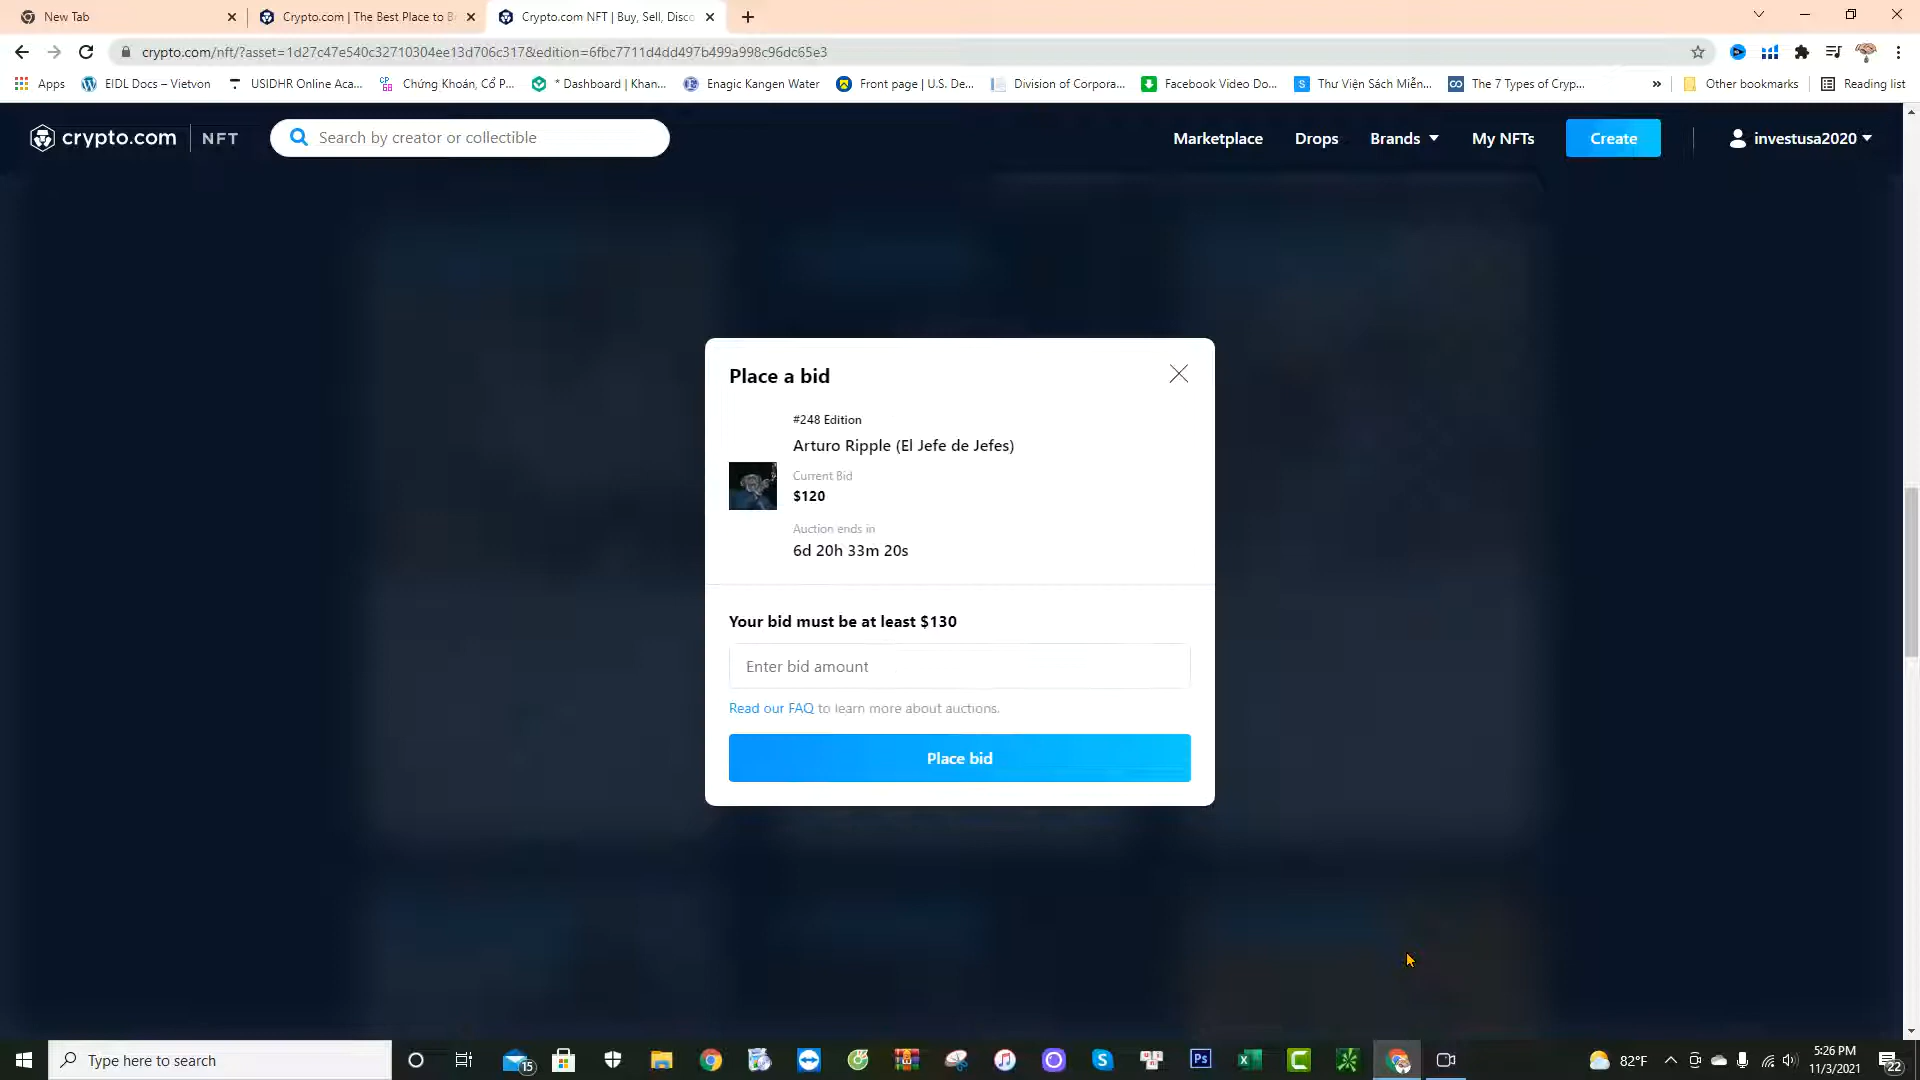 New Tab
Crypto.com | The Best Place to B
Crypto.com NFT | Buy, Sell, Disco
crypto.com/nft/?asset=1d27c47e540c32710304ee13d706c317&edition=6fbc7711d4dd497b499a998c96dc65e3
Apps
EIDL Docs – Vietvon
USIDHR Online Aca...
Chứng Khoán, Cổ P...
* Dashboard | Khan...
Enagic Kangen Water
Front page | U.S. De...
Division of Corpora...
Facebook Video Do...
Thư Viện Sách Miễn...
The 7 Types of Cryp...
»
Other bookmarks
Reading list
crypto.com | NFT
Search by creator or collectible
Marketplace
Drops
Brands
My NFTs
Create
investusa2020
Place a bid
#248 Edition
Arturo Ripple (El Jefe de Jefes)
Current Bid
$120
Auction ends in
6d 20h 33m 20s
Your bid must be at least $130
Enter bid amount
Read our FAQ to learn more about auctions.
Place bid
Type here to search
15
82°F
5:26 PM
11/3/2021
22